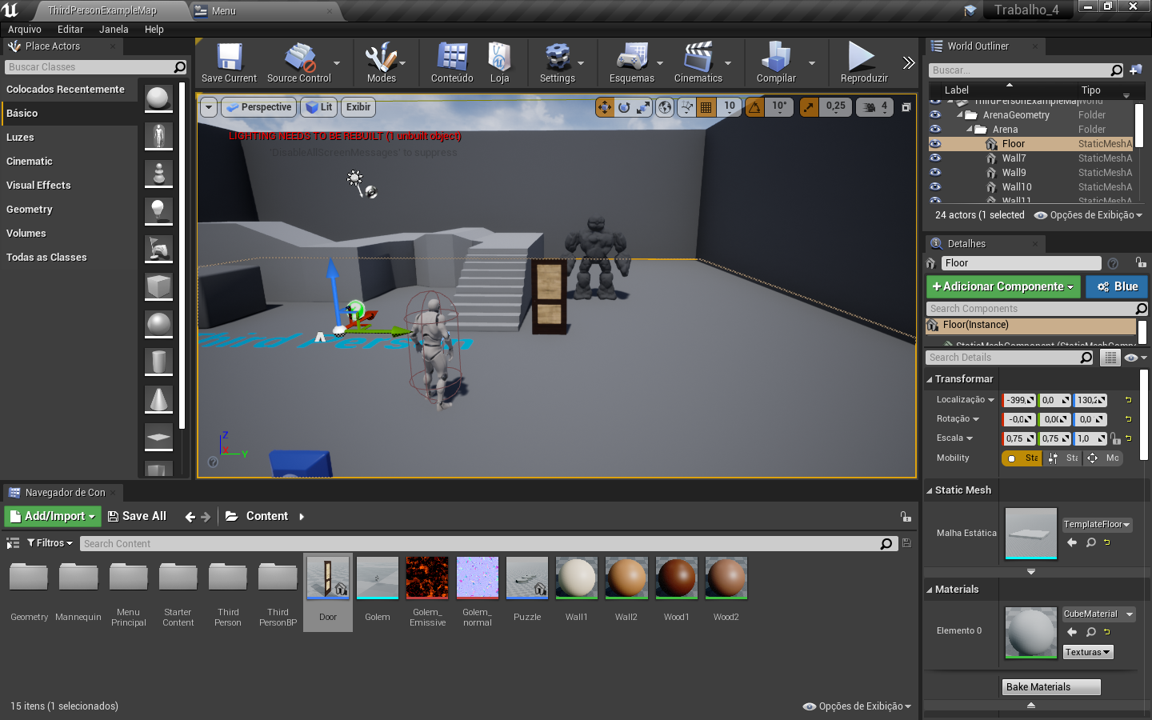 ThirdPersonExampleMap
Menu
Trabalho_4
Arquivo
Editar
Janela
Help
Place Actors
Buscar Classes
Colocados Recentemente
Básico
Luzes
Cinematic
Visual Effects
Geometry
Volumes
Todas as Classes
Save Current
Source Control
Modes
Conteúdo
Loja
Settings
Esquemas
Cinematics
Compilar
Reproduzir
Perspective
Lit
Exibir
10
10°
0,25
4
LIGHTING NEEDS TO BE REBUILT (1 unbuilt object)
'DisableAllScreenMessages' to suppress
Third Person
Z
Y
World Outliner
Buscar...
Label
Tipo
ThirdPersonExampleMap
World
ArenaGeometry
Folder
Arena
Folder
Floor
StaticMeshA
Wall7
StaticMeshA
Wall9
StaticMeshA
Wall10
StaticMeshA
Wall11
StaticMeshA
24 actors (1 selected
Opções de Exibição
Detalhes
Floor
+Adicionar Componente
Blue
Search Components
Floor(Instance)
StaticMeshComponent (StaticMeshComp
Search Details
Transformar
Localização
-399,
0,0
130,2
Rotação
-0,0
0,0
0,0
Escala
0,75
0,75
1,0
Mobility
Sta
Sta
Mc
Static Mesh
Malha Estática
TemplateFloor
Materials
Elemento 0
CubeMaterial
Texturas
Bake Materials
Navegador de Con
Add/Import
Save All
Content
Filtros
Search Content
Geometry
Mannequin
Menu
Principal
Starter
Content
Third
Person
Third
PersonBP
Door
Golem
Golem_
Emissive
Golem_
normal
Puzzle
Wall1
Wall2
Wood1
Wood2
15 itens (1 selecionados)
Opções de Exibição